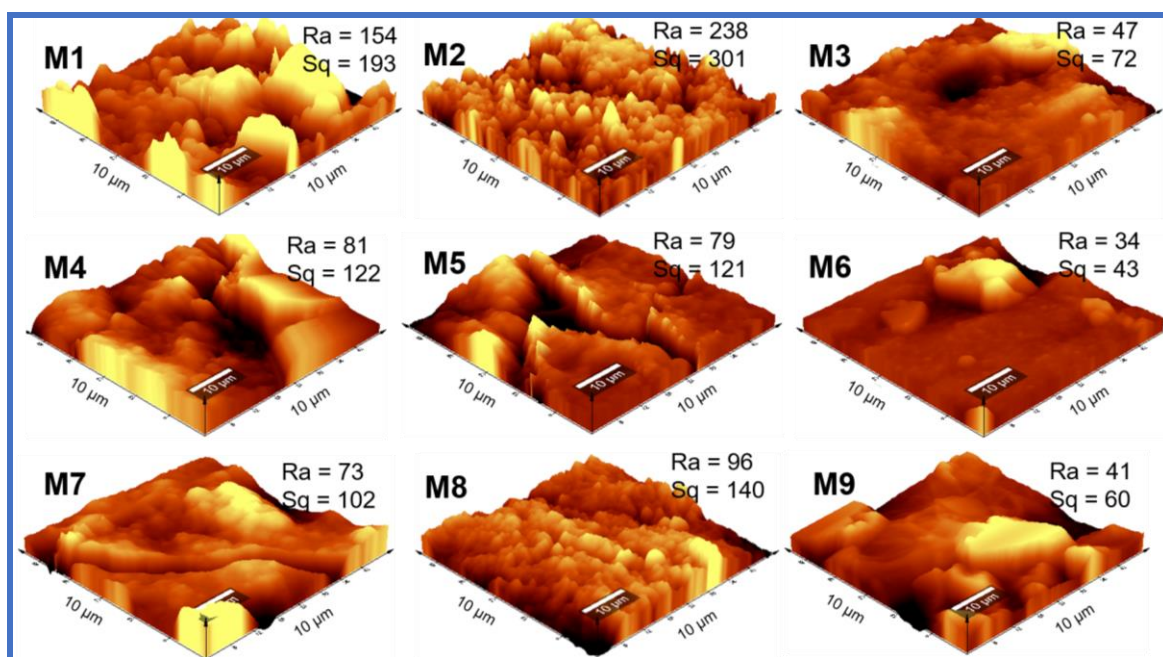 M1
Ra = 154
Sq = 193
10 µm
10 µm
10 µm
M2
Ra = 238
Sq = 301
10 µm
10 µm
10 µm
M3
Ra = 47
Sq = 72
10 µm
10 µm
10 µm
M4
Ra = 81
Sq = 122
10 µm
10 µm
10 µm
M5
Ra = 79
Sq = 121
10 µm
10 µm
10 µm
M6
Ra = 34
Sq = 43
10 µm
10 µm
10 µm
M7
Ra = 73
Sq = 102
10 µm
10 µm
M8
Ra = 96
Sq = 140
10 µm
10 µm
10 µm
M9
Ra = 41
Sq = 60
10 µm
10 µm
10 µm